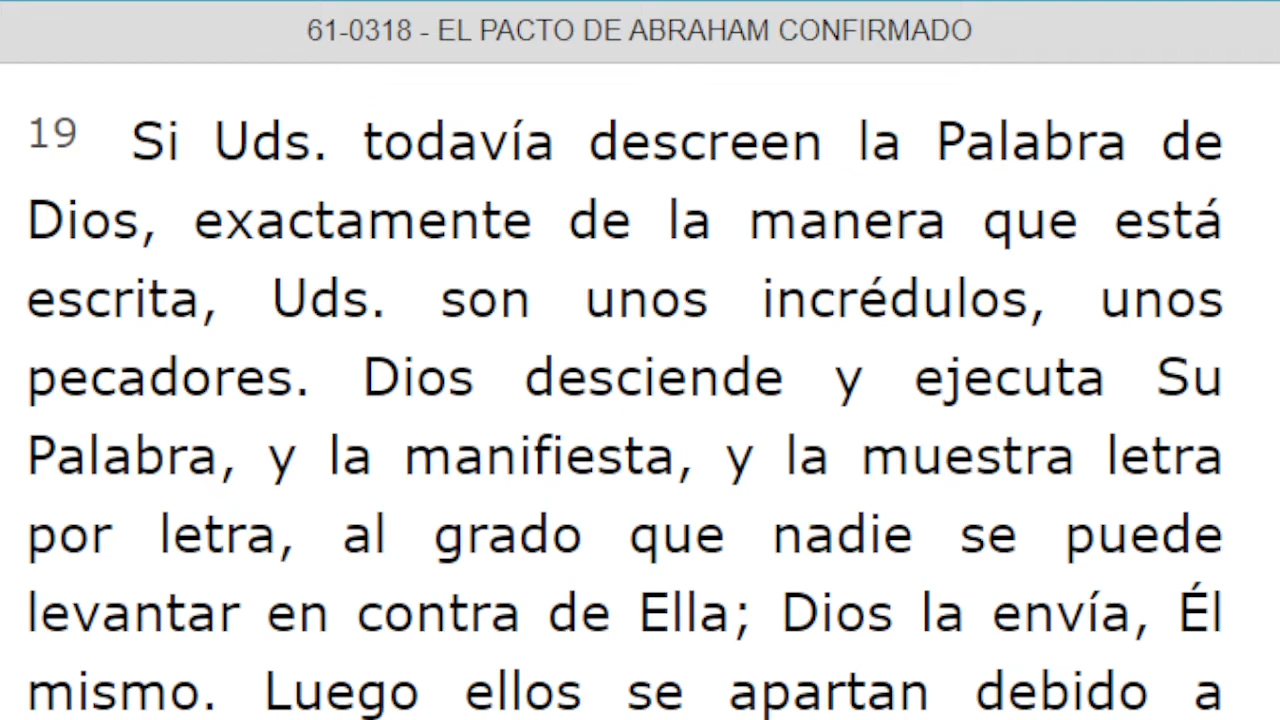 61-0318 - EL PACTO DE ABRAHAM CONFIRMADO
19 Si Uds. todavía descreen la Palabra de
Dios, exactamente de la manera que está
escrita, Uds. son unos incrédulos, unos
pecadores. Dios desciende y ejecuta Su
Palabra, y la manifiesta, y la muestra letra
por letra, al grado que nadie se puede
levantar en contra de Ella; Dios la envía, Él
mismo. Luego ellos se apartan debido a